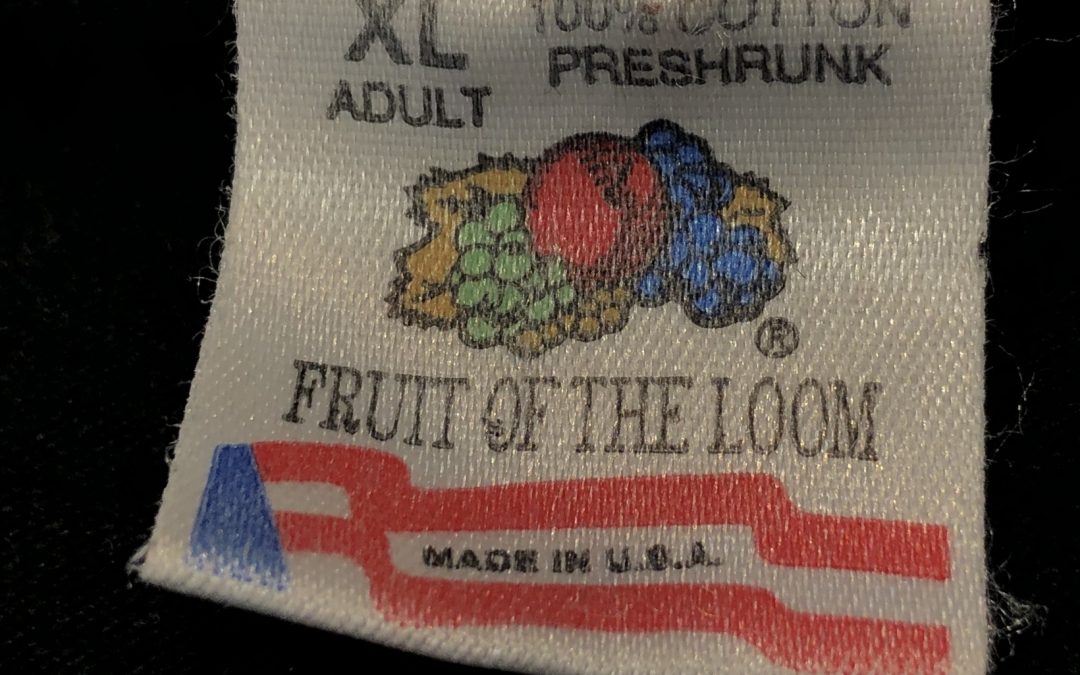 XL
100% COTTON
PRESHRUNK
ADULT
®
FRUIT OF THE LOOM
MADE IN U.S.A.